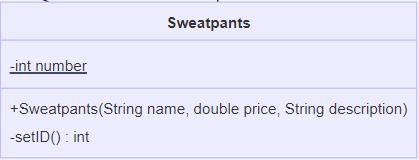 Sweatpants
-int number
+Sweatpants(String name, double price, String description)
-setID() : int